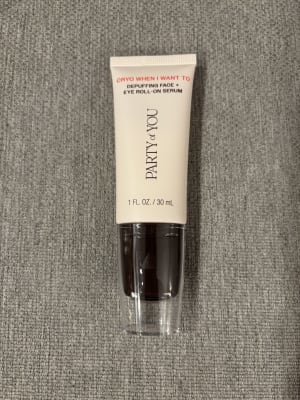 CRYO WHEN I WANT TO
DEPUFFING FACE +
EYE ROLL-ON SERUM
PARTY of YOU
1 FL. OZ. / 30 mL